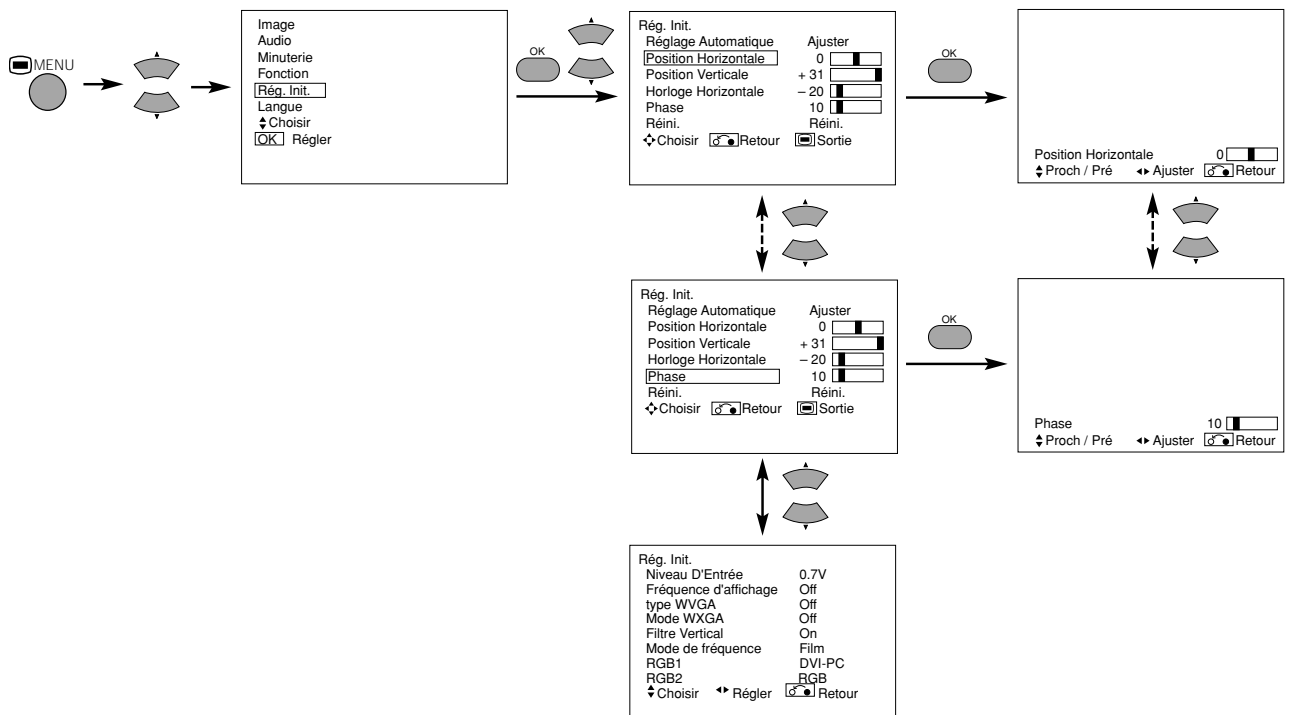 MENU
Image
Audio
Minuterie
Fonction
Rég. Init.
Langue
Choisir
OK Régler
OK
Rég. Init.
Réglage Automatique Ajuster
Position Horizontale 0
Position Verticale + 31
Horloge Horizontale – 20
Phase 10
Réini. Réini.
Choisir Retour Sortie
OK
Position Horizontale 0
Proch / Pré Ajuster Retour
Rég. Init.
Réglage Automatique Ajuster
Position Horizontale 0
Position Verticale + 31
Horloge Horizontale – 20
Phase 10
Réini. Réini.
Choisir Retour Sortie
OK
Phase 10
Proch / Pré Ajuster Retour
Rég. Init.
Niveau D'Entrée 0.7V
Fréquence d'affichage Off
type WVGA Off
Mode WXGA Off
Filtre Vertical On
Mode de fréquence Film
RGB1 DVI-PC
RGB2 RGB
Choisir Régler Retour